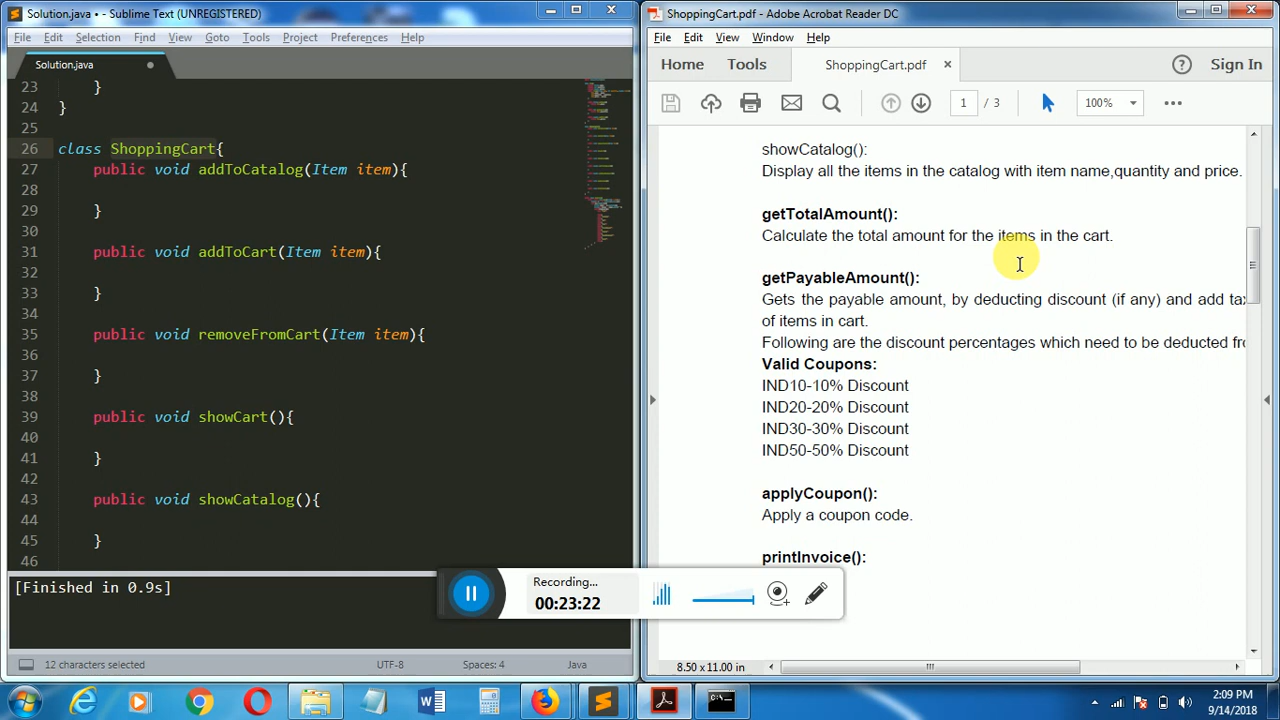 Solution.java • - Sublime Text (UNREGISTERED)
File Edit Selection Find View Goto Tools Project Preferences Help
Solution.java
23 }
24 }
25
26 class ShoppingCart{
27 public void addToCatalog(Item item){
28
29 }
30
31 public void addToCart(Item item){
32
33 }
34
35 public void removeFromCart(Item item){
36
37 }
38
39 public void showCart(){
40
41 }
42
43 public void showCatalog(){
44
45 }
46
[Finished in 0.9s]
12 characters selected UTF-8 Spaces: 4 Java
ShoppingCart.pdf - Adobe Acrobat Reader DC
File Edit View Window Help
Home Tools ShoppingCart.pdf × ? Sign In
1 / 3 100%
showCatalog():
Display all the items in the catalog with item name,quantity and price.
getTotalAmount():
Calculate the total amount for the items in the cart.
getPayableAmount():
Gets the payable amount, by deducting discount (if any) and add
of items in cart.
Following are the discount percentages which need to be deducted
Valid Coupons:
IND10-10% Discount
IND20-20% Discount
IND30-30% Discount
IND50-50% Discount
applyCoupon():
Apply a coupon code.
printInvoice():
8.50 x 11.00 in
Recording...
00:23:22
2:09 PM
9/14/2018